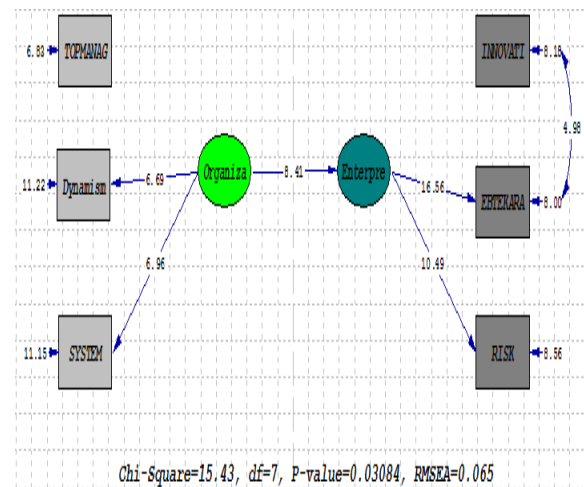 6.83 TOPMANAG
INNOVATI 8.18
4.98
11.22 Dynamism 6.69 Organiza 8.41 Enterpre 16.56 EBTEKARA 8.00
6.96 10.49
11.15 SYSTEM
RISK 8.56
Chi-Square=15.43, df=7, P-value=0.03084, RMSEA=0.065